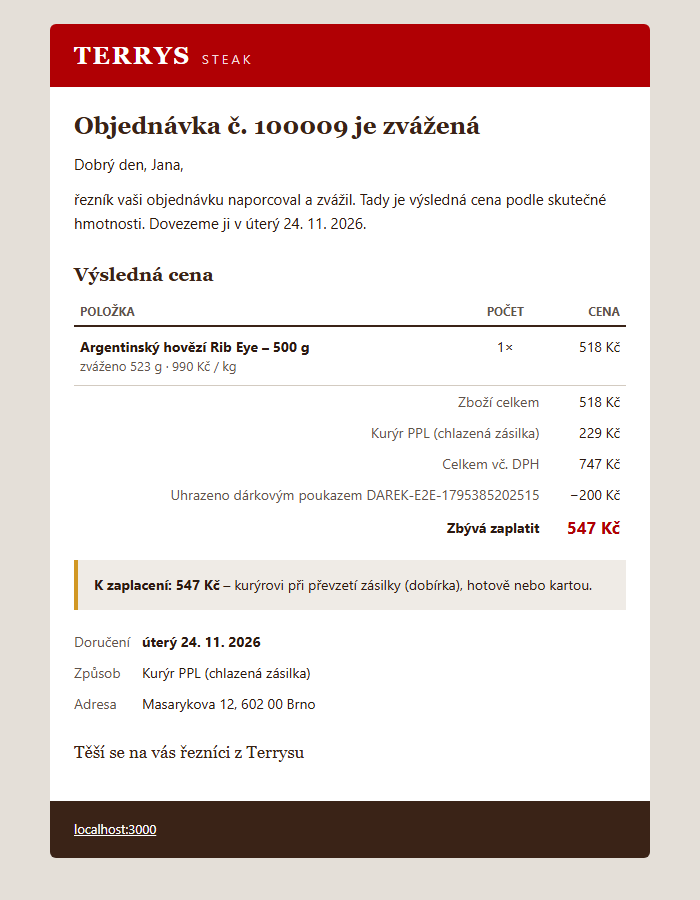 TERRYS STEAK
Objednávka č. 100009 je zvážená
Dobrý den, Jana,
řezník vaši objednávku naporcoval a zvážil. Tady je výsledná cena podle skutečné
hmotnosti. Dovezeme ji v úterý 24. 11. 2026.
Výsledná cena
POLOŽKA POČET CENA
Argentinský hovězí Rib Eye – 500 g 1× 518 Kč
zváženo 523 g · 990 Kč / kg
Zboží celkem 518 Kč
Kurýr PPL (chlazená zásilka) 229 Kč
Celkem vč. DPH 747 Kč
Uhrazeno dárkovým poukazem DAREK-E2E-1795385202515 −200 Kč
Zbývá zaplatit 547 Kč
K zaplacení: 547 Kč – kurýrovi při převzetí zásilky (dobírka), hotově nebo kartou.
Doručení úterý 24. 11. 2026
Způsob Kurýr PPL (chlazená zásilka)
Adresa Masarykova 12, 602 00 Brno
Těší se na vás řezníci z Terrysu
localhost:3000